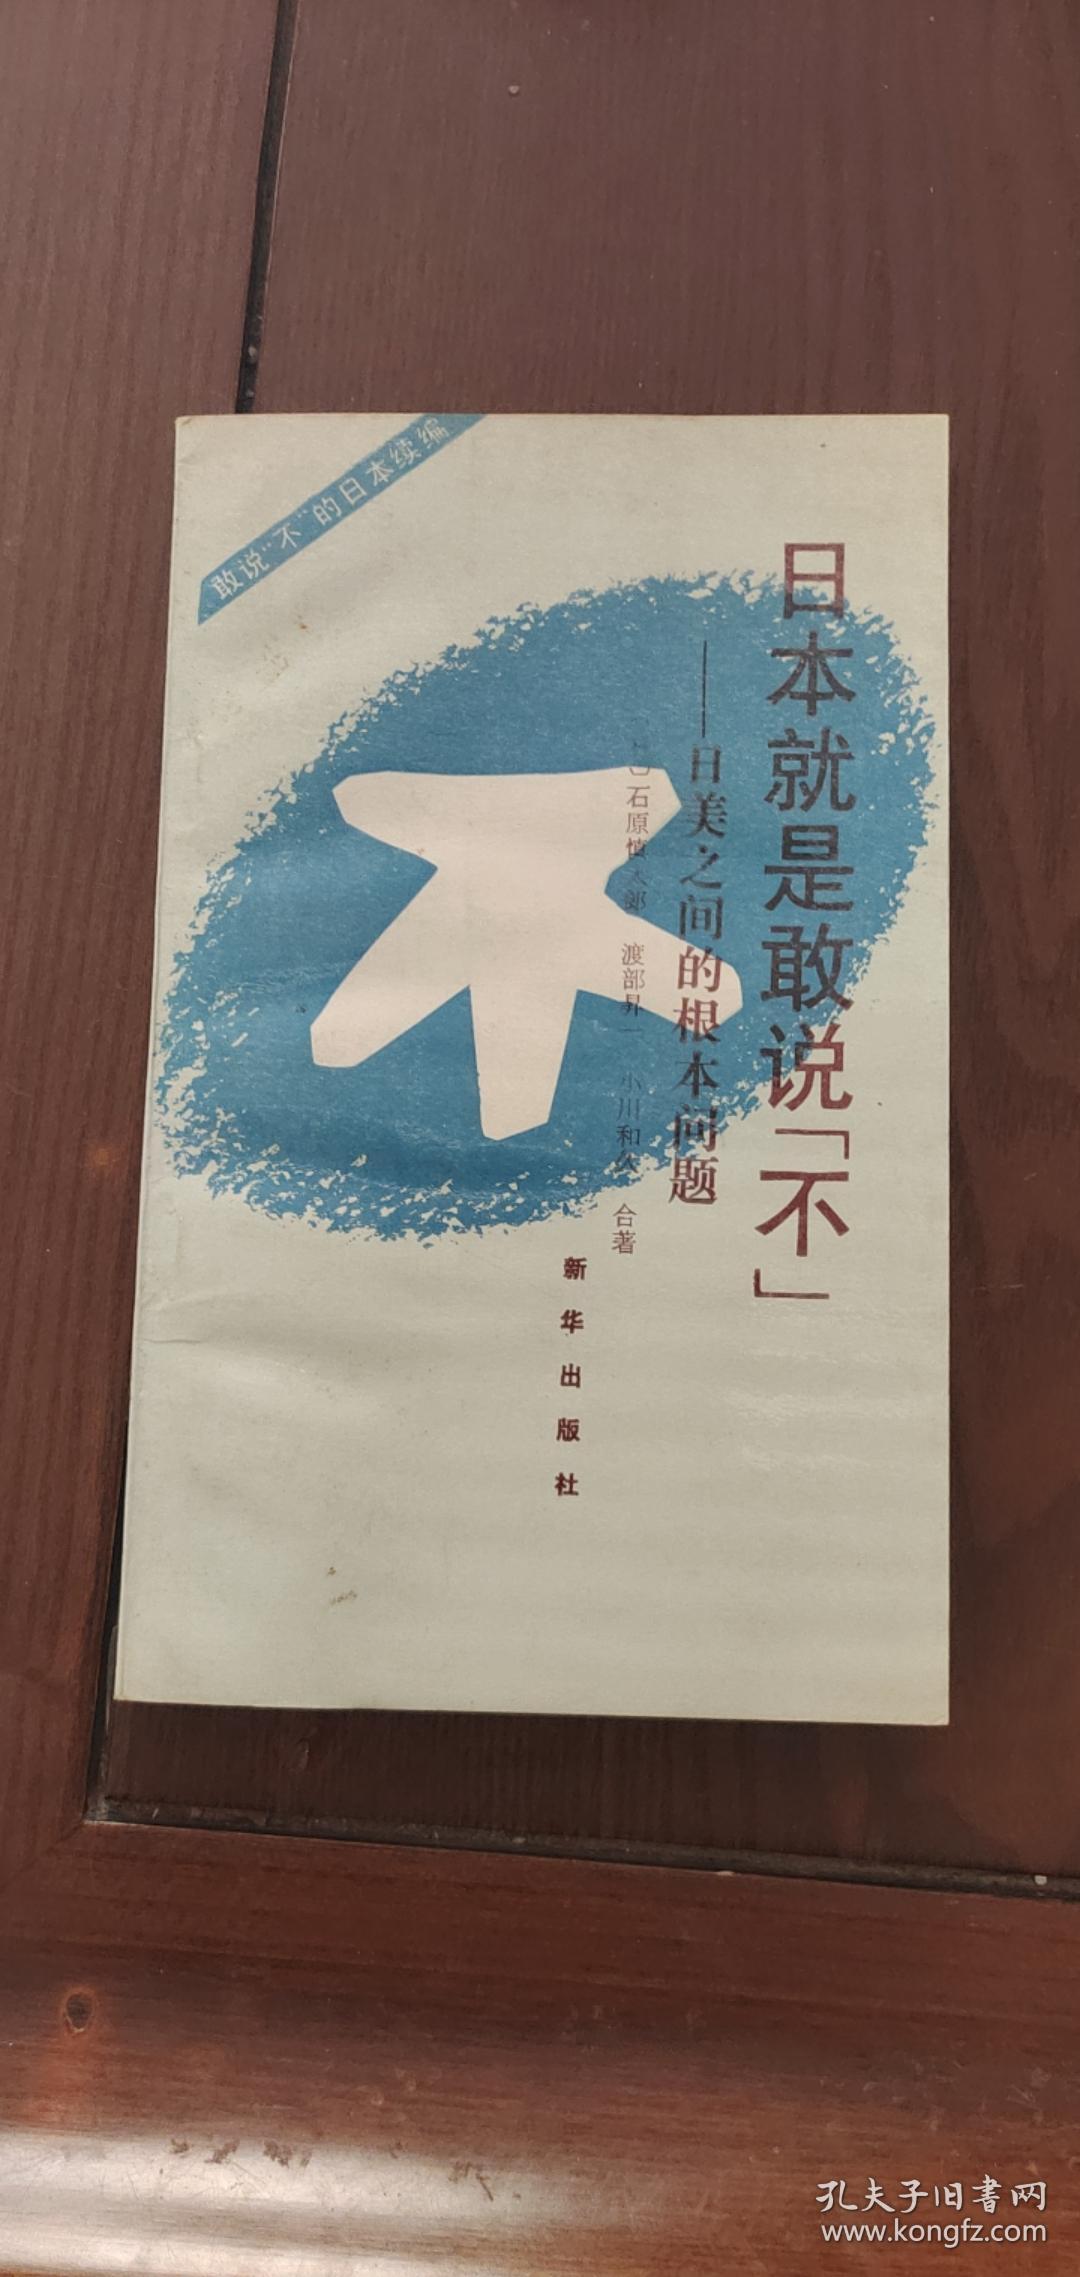 敢说“不”的日本续编
日本就是敢说「不」
——日美之间的根本问题
石原慎太郎 渡部昇一 小川和久 合著
新华出版社
不
孔夫子旧书网
www.kongfz.com